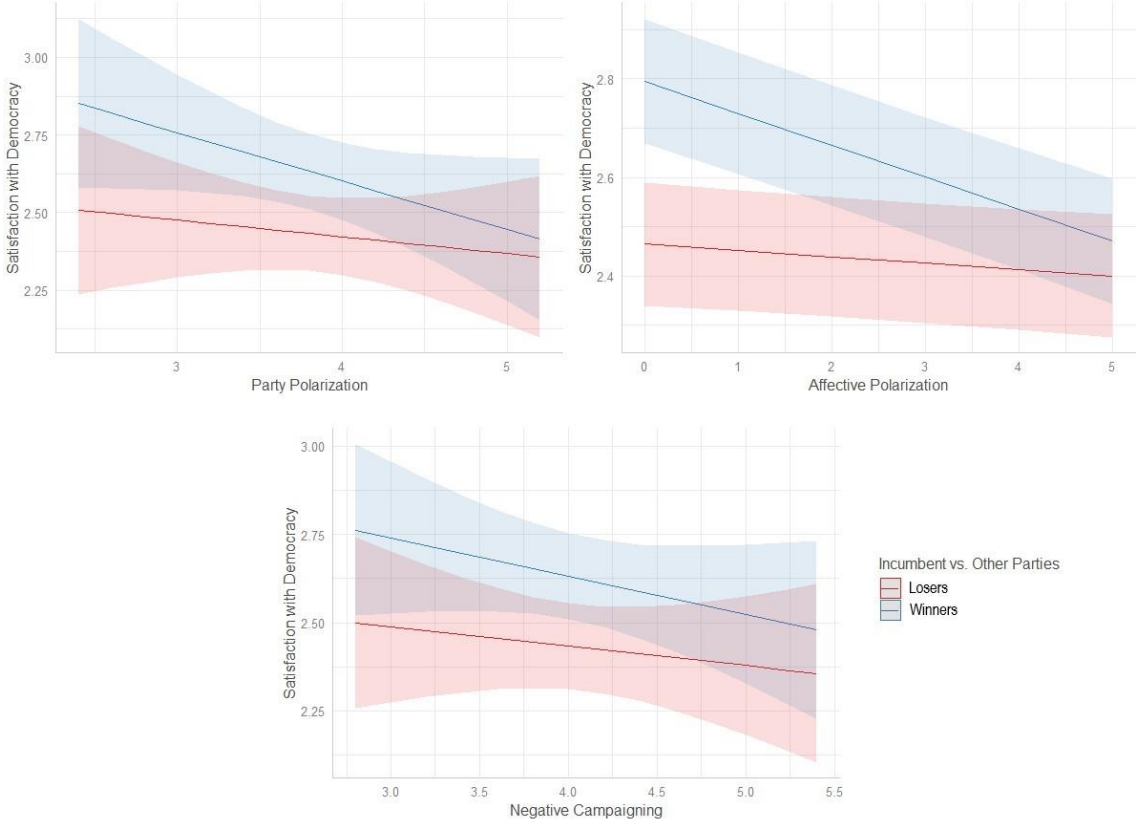 3.00
2.75
2.50
2.25
Satisfaction with Democracy
3 4 5
Party Polarization
2.8
2.6
2.4
Satisfaction with Democracy
0 1 2 3 4 5
Affective Polarization
3.00
2.75
2.50
2.25
Satisfaction with Democracy
3.0 3.5 4.0 4.5 5.0 5.5
Negative Campaigning
Incumbent vs. Other Parties
Losers
Winners